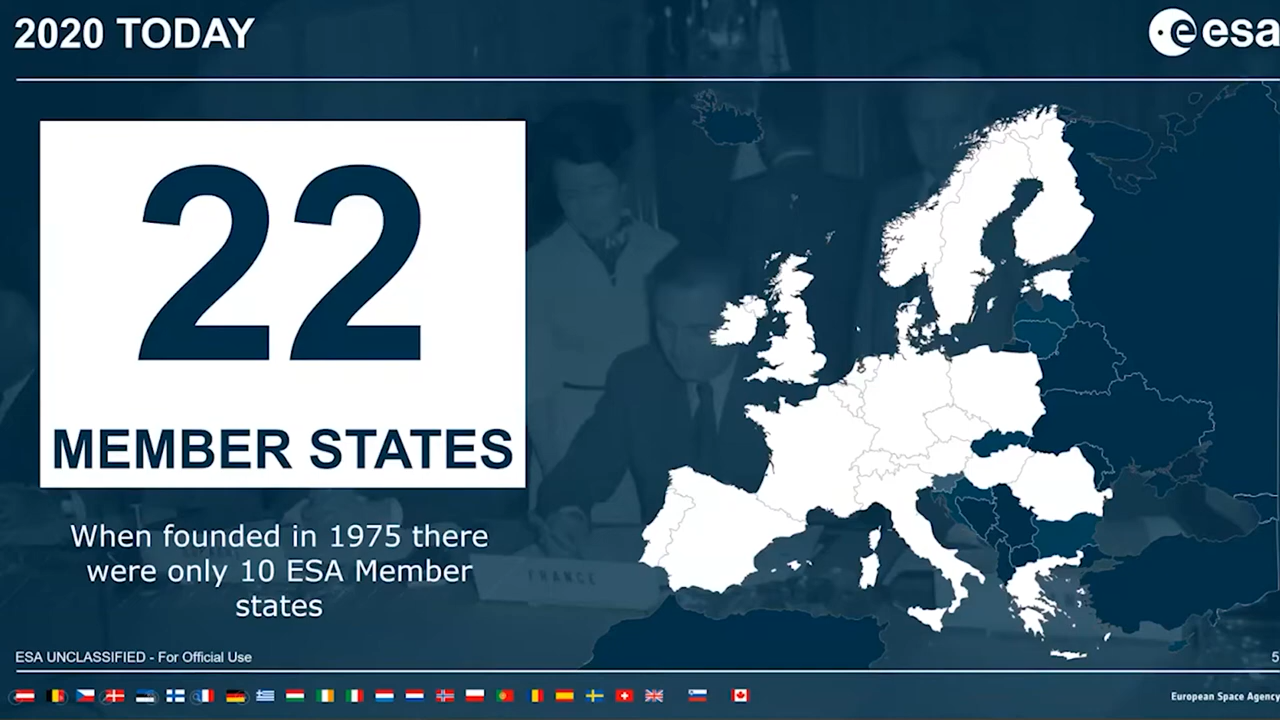 2020 TODAY
esa
22
MEMBER STATES
When founded in 1975 there
were only 10 ESA Member
states
FRANCE
ESA UNCLASSIFIED - For Official Use
5
European Space Agency